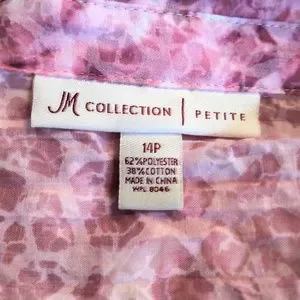 JM COLLECTION | PETITE
14P
62% POLYESTER
38% COTTON
MADE IN CHINA
WPL 8046